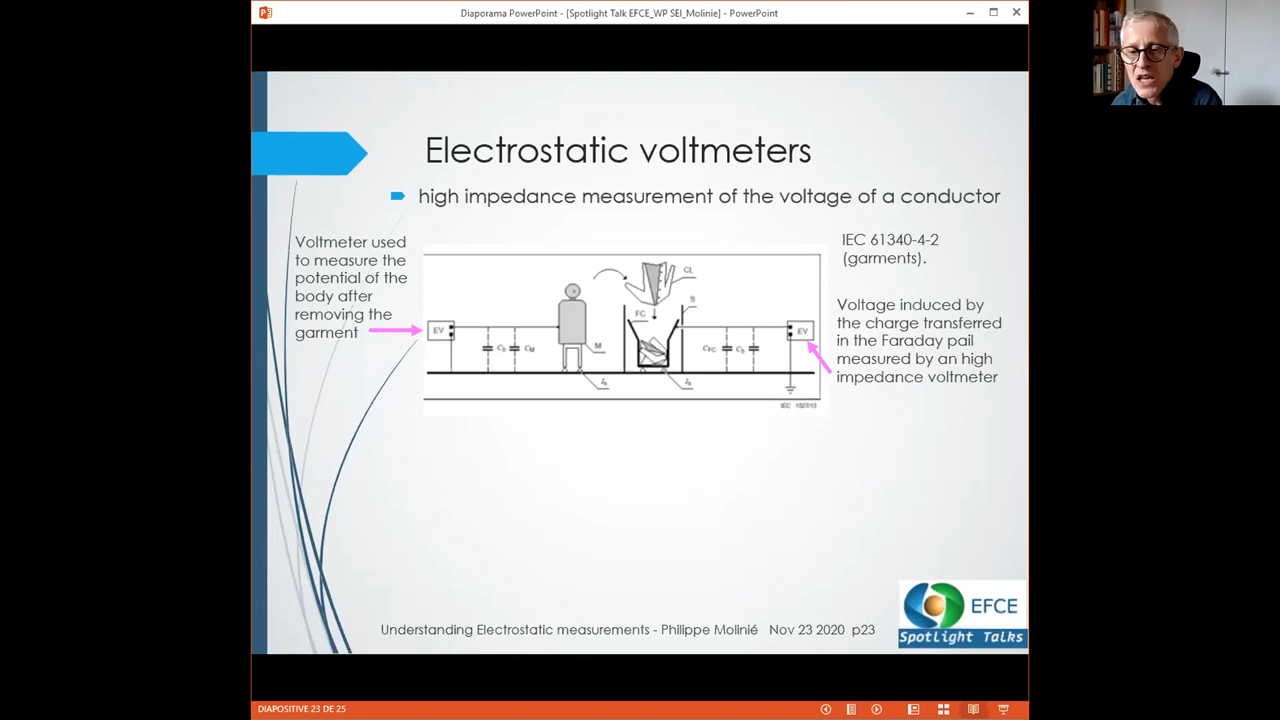 Diaporama PowerPoint - [Spotlight Talk EFCE_WP SEI_Molinie] - PowerPoint
Electrostatic voltmeters
high impedance measurement of the voltage of a conductor
Voltmeter used
to measure the
potential of the
body after
removing the
garment
IEC 61340-4-2
(garments).
Voltage induced by
the charge transferred
in the Faraday pail
measured by an high
impedance voltmeter
CL
FC
S
EV
M
EV
EFCE
Spotlight Talks
Understanding Electrostatic measurements - Philippe Molinié Nov 23 2020 p23
DIAPOSITIVE 23 DE 25